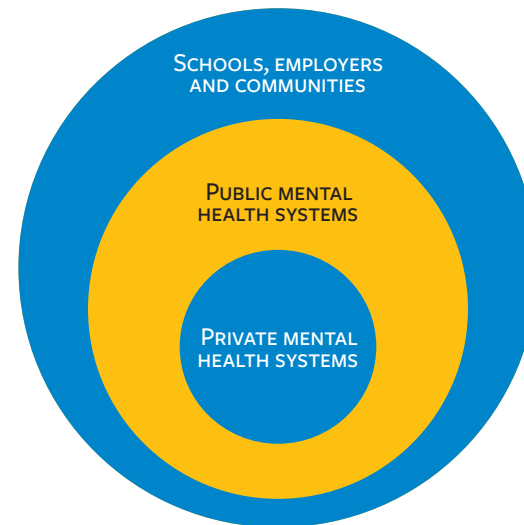 Schools, employers
and communities
Public mental
health systems
Private mental
health systems